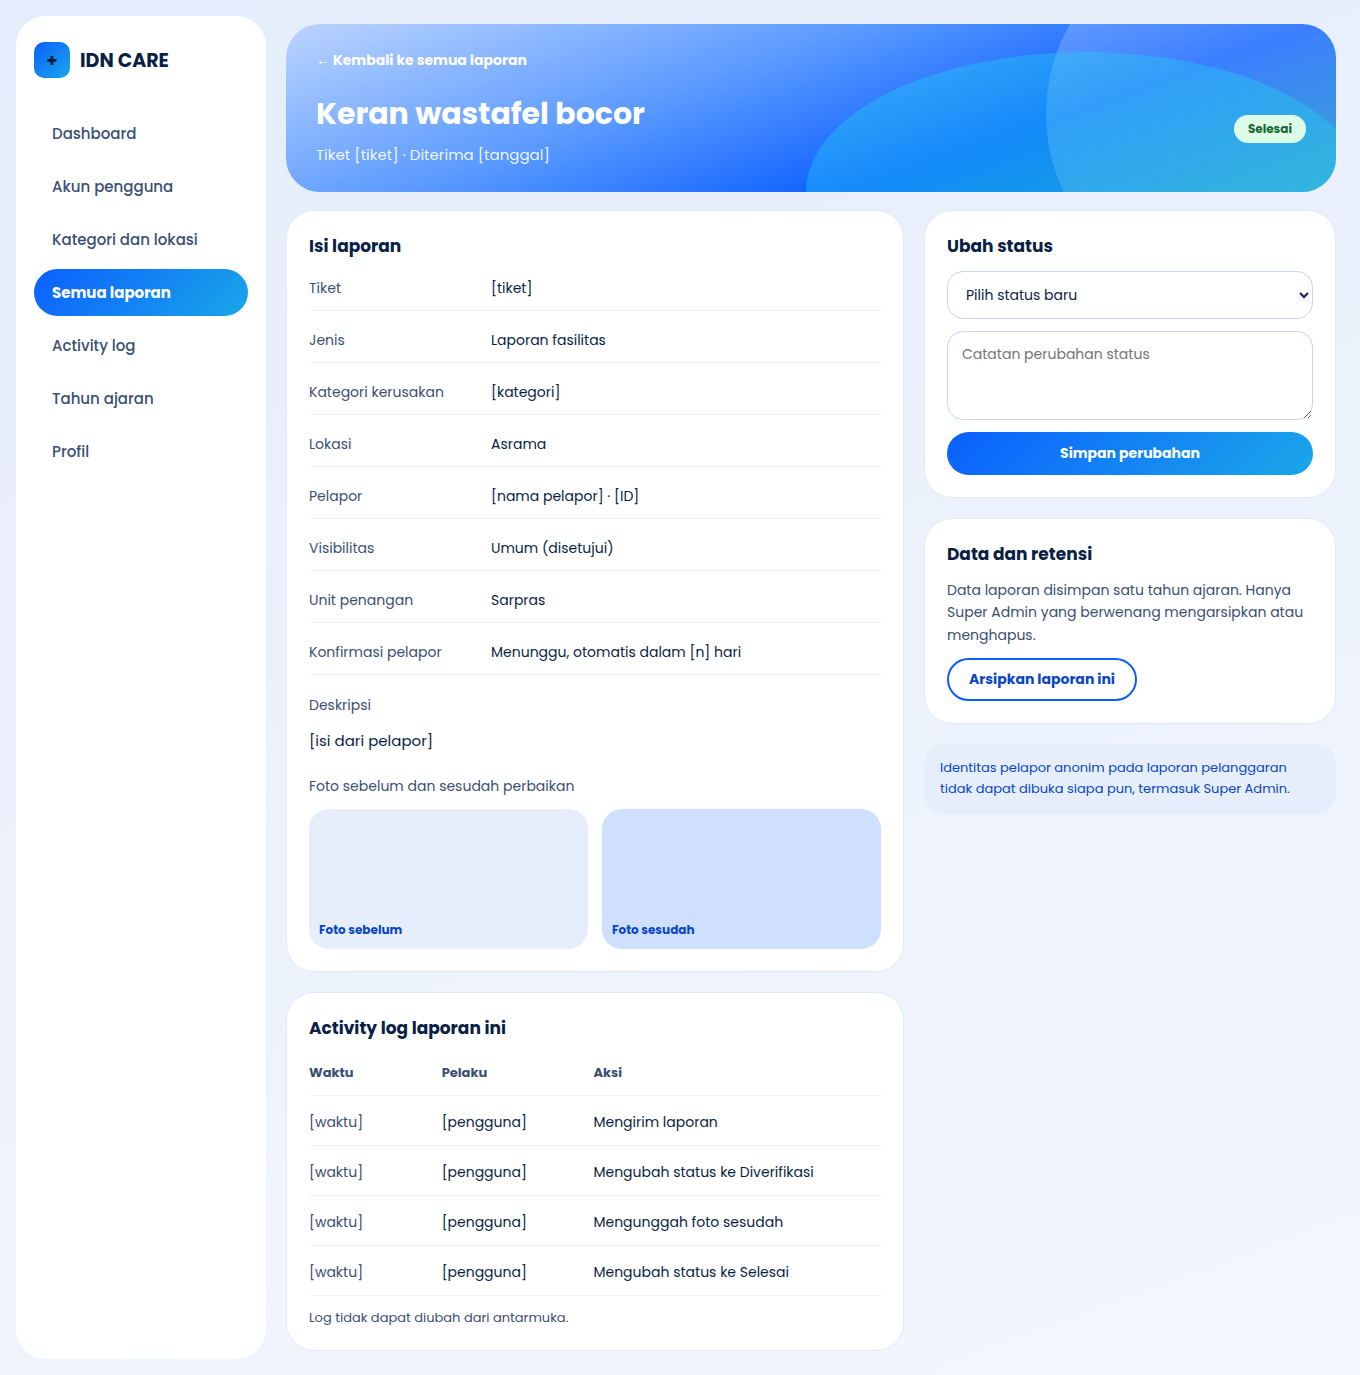 + IDN CARE
Dashboard
Akun pengguna
Kategori dan lokasi
Semua laporan
Activity log
Tahun ajaran
Profil
← Kembali ke semua laporan
Keran wastafel bocor
Tiket [tiket] · Diterima [tanggal]
Selesai
Isi laporan
Tiket [tiket]
Jenis Laporan fasilitas
Kategori kerusakan [kategori]
Lokasi Asrama
Pelapor [nama pelapor] · [ID]
Visibilitas Umum (disetujui)
Unit penangan Sarpras
Konfirmasi pelapor Menunggu, otomatis dalam [n] hari
Deskripsi
[isi dari pelapor]
Foto sebelum dan sesudah perbaikan
Foto sebelum Foto sesudah
Activity log laporan ini
Waktu Pelaku Aksi
[waktu] [pengguna] Mengirim laporan
[waktu] [pengguna] Mengubah status ke Diverifikasi
[waktu] [pengguna] Mengunggah foto sesudah
[waktu] [pengguna] Mengubah status ke Selesai
Log tidak dapat diubah dari antarmuka.
Ubah status
Pilih status baru
Catatan perubahan status
Simpan perubahan
Data dan retensi
Data laporan disimpan satu tahun ajaran. Hanya
Super Admin yang berwenang mengarsipkan atau
menghapus.
Arsipkan laporan ini
Identitas pelapor anonim pada laporan pelanggaran
tidak dapat dibuka siapa pun, termasuk Super Admin.